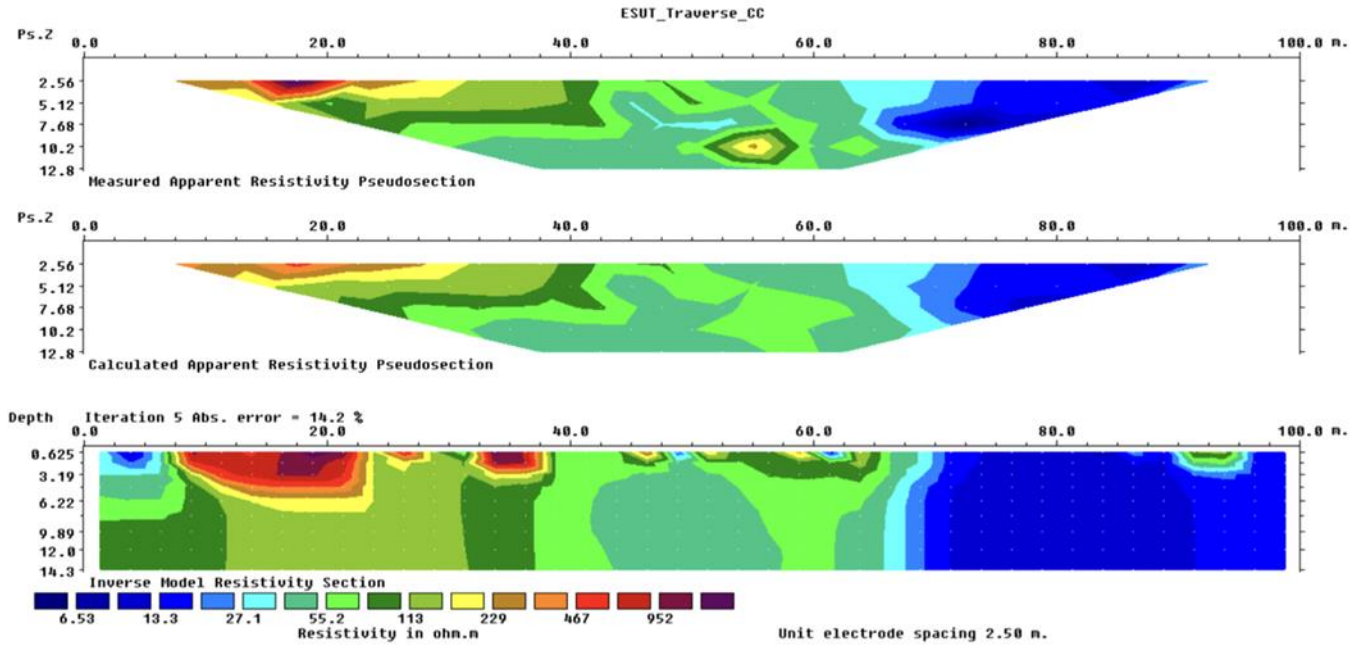 ESUT_Traverse_CC
Ps.Z 0.0 20.0 40.0 60.0 80.0 100.0 m.
2.56
5.12
7.68
10.2
12.8
Measured Apparent Resistivity Pseudosection
Ps.Z 0.0 20.0 40.0 60.0 80.0 100.0 m.
2.56
5.12
7.68
10.2
12.8
Calculated Apparent Resistivity Pseudosection
Depth Iteration 5 Abs. error = 14.2 %
0.0 20.0 40.0 60.0 80.0 100.0 m.
0.625
3.19
6.22
9.89
12.0
14.3
Inverse Model Resistivity Section
6.53 13.3 27.1 55.2 113 229 467 952
Resistivity in ohm.m Unit electrode spacing 2.50 m.